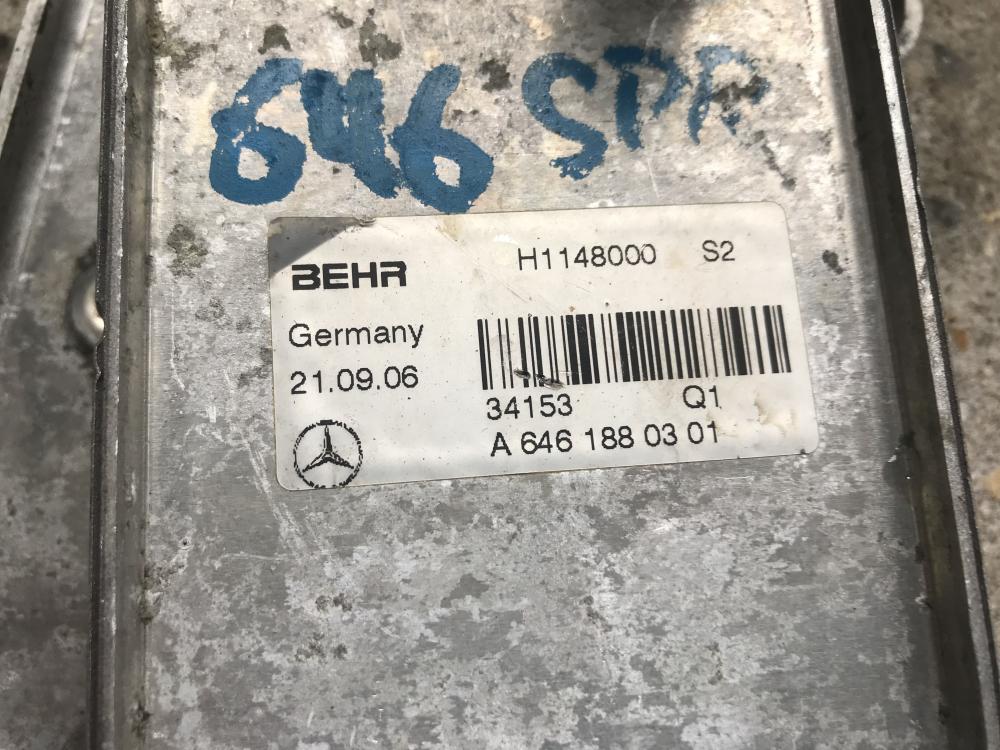 646 SPR
BEHR
H1148000 S2
Germany
21.09.06
34153 Q1
A 646 188 03 01